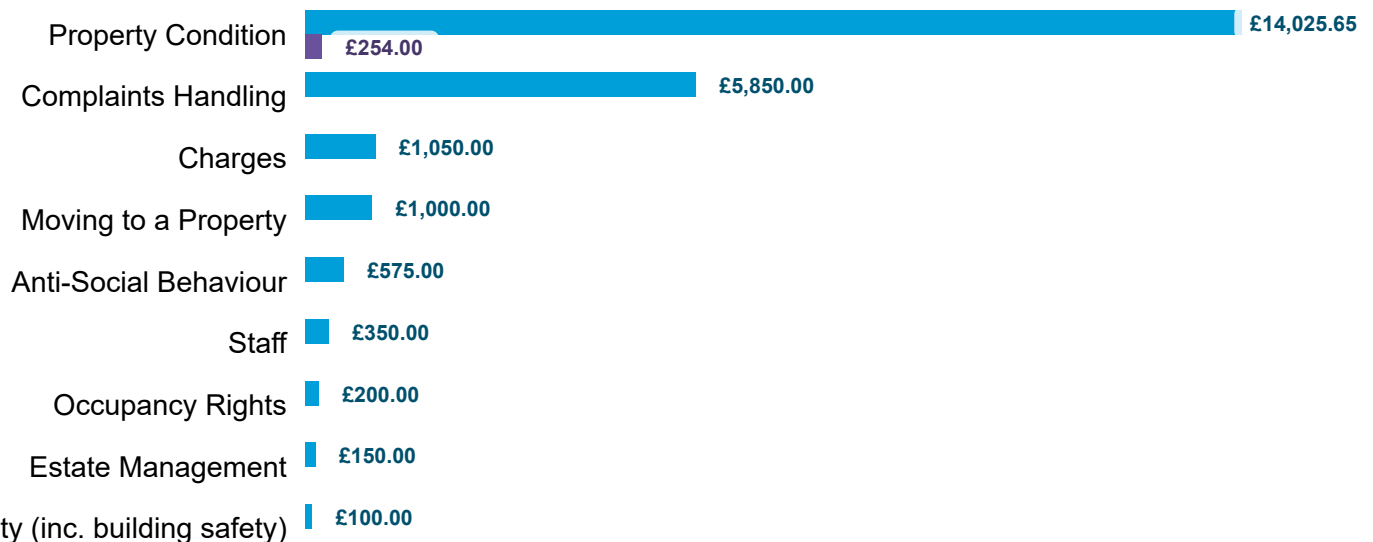 Property Condition £14,025.65
£254.00
Complaints Handling £5,850.00
Charges £1,050.00
Moving to a Property £1,000.00
Anti-Social Behaviour £575.00
Staff £350.00
Occupancy Rights £200.00
Estate Management £150.00
(inc. building safety) £100.00